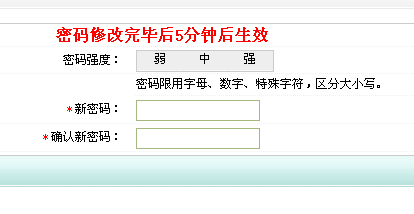 密码修改完毕后5分钟后生效
密码强度： 弱 中 强
密码限用字母、数字、特殊字符，区分大小写。
*新密码：
*确认新密码：